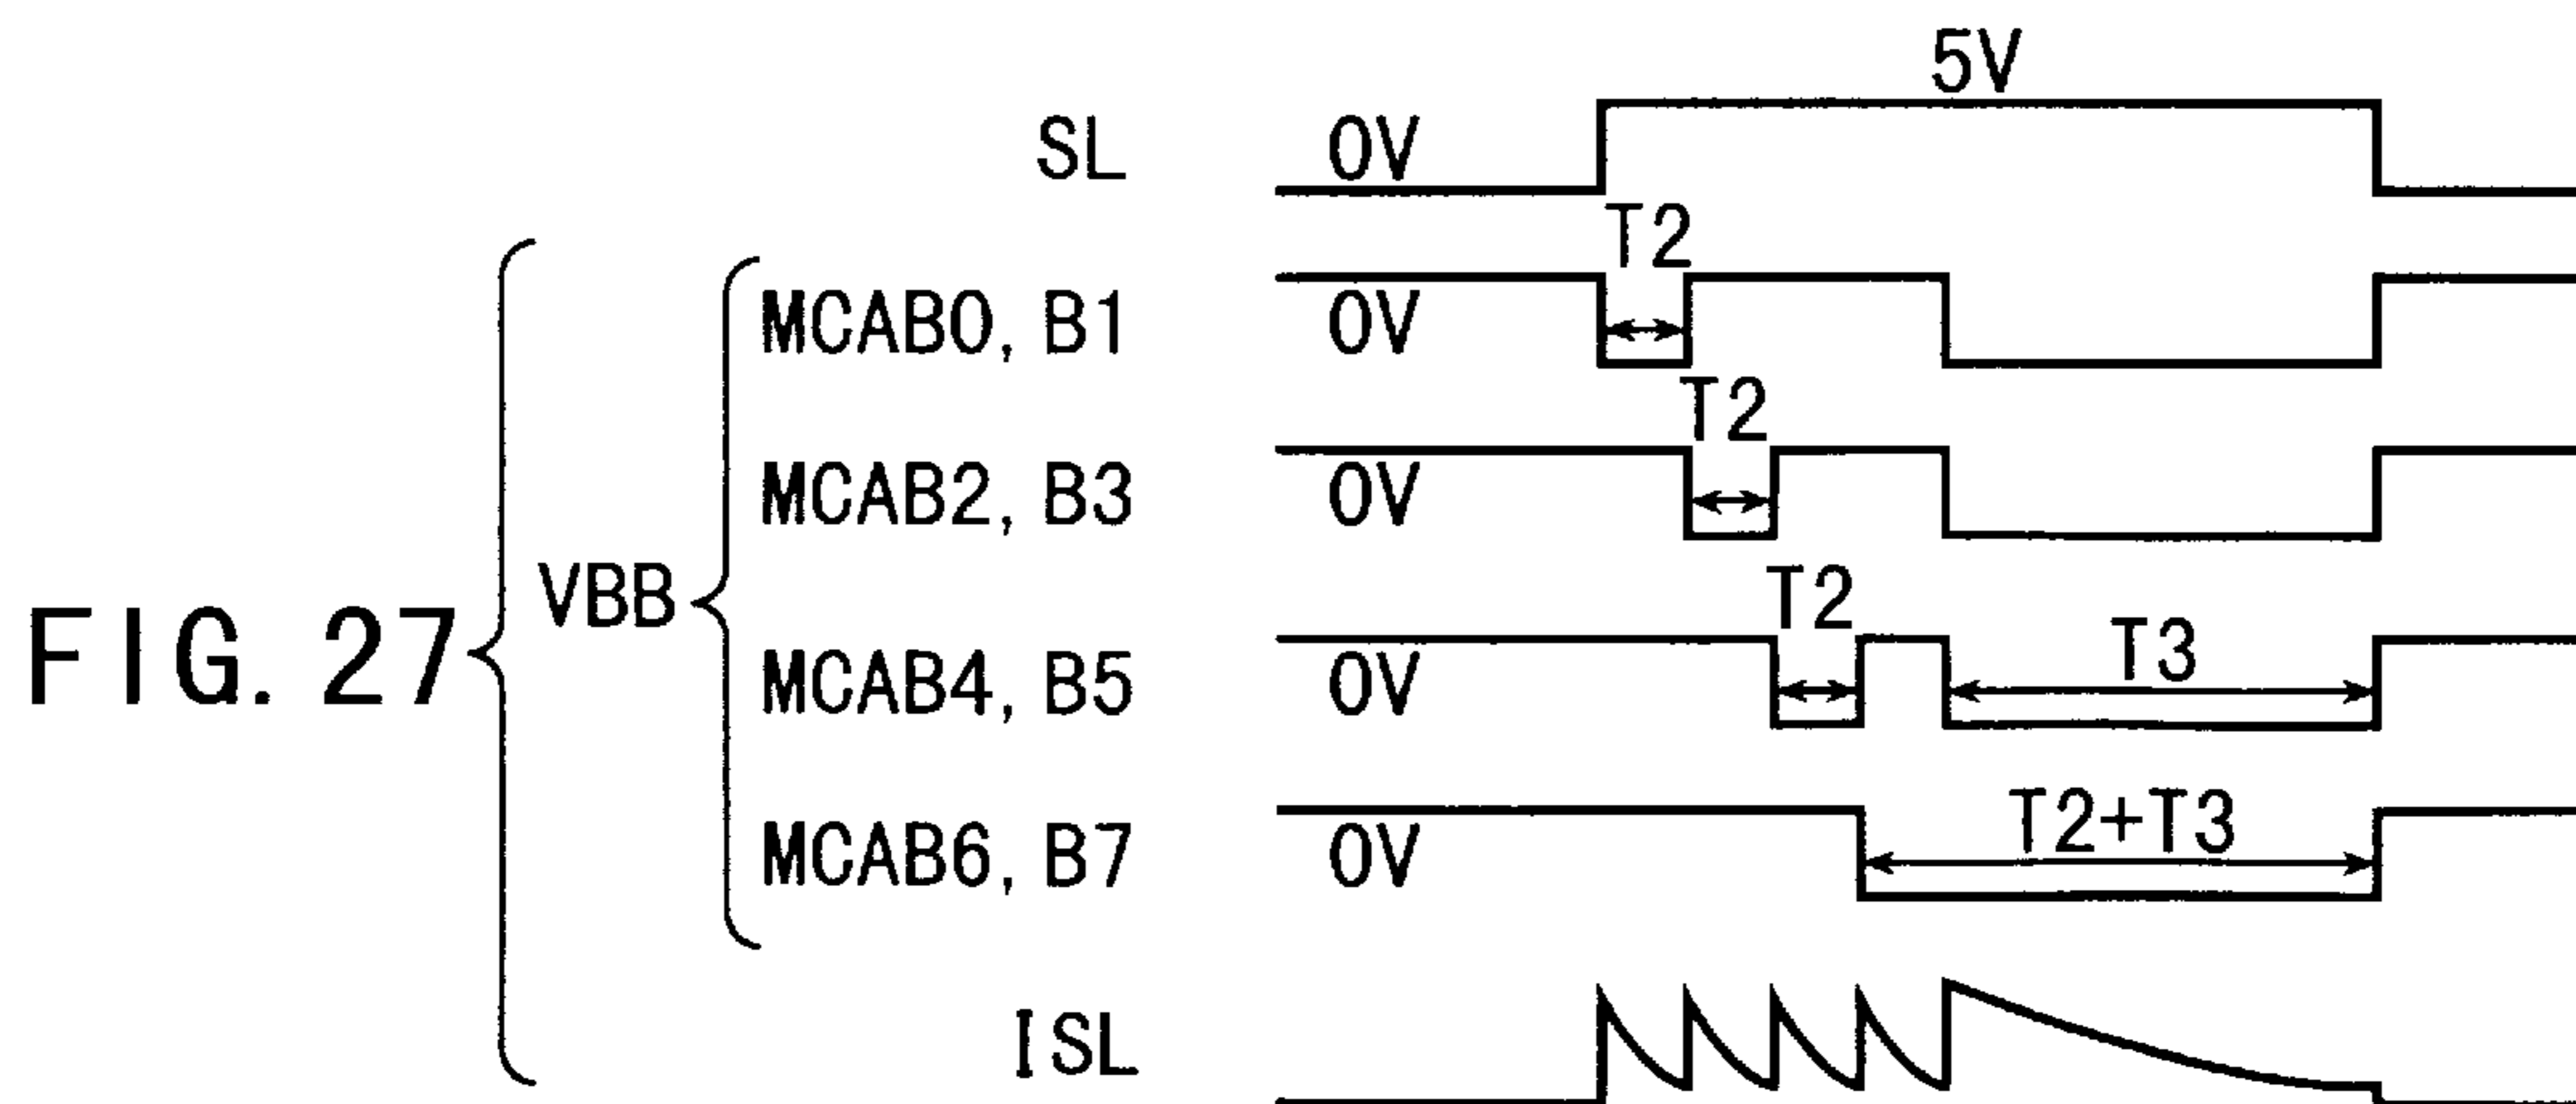 5V
SL 0V
T2
MCAB0, B1 0V
T2
MCAB2, B3 0V
T2
FIG. 27 VBB
T3
MCAB4, B5 0V
T2+T3
MCAB6, B7 0V
ISL